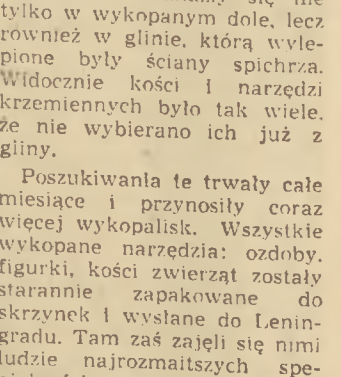 się nie
tylko w wykopanym dole, lecz
również w glinie, którą wyle-
pione były ściany spichrza.
Widocznie kości i narzędzi
krzemiennych było tak wiele,
że nie wybierano ich już z
gliny.
Poszukiwania te trwały całe
miesiące i przynosiły coraz
więcej wykopalisk. Wszystkie
wykopane narzędzia: ozdoby,
figurki, kości zwierząt zostały
starannie zapakowane do
skrzynek i wysłane do Lenin-
gradu. Tam zaś zajęli się nimi
ludzie najrozmaitszych spe-